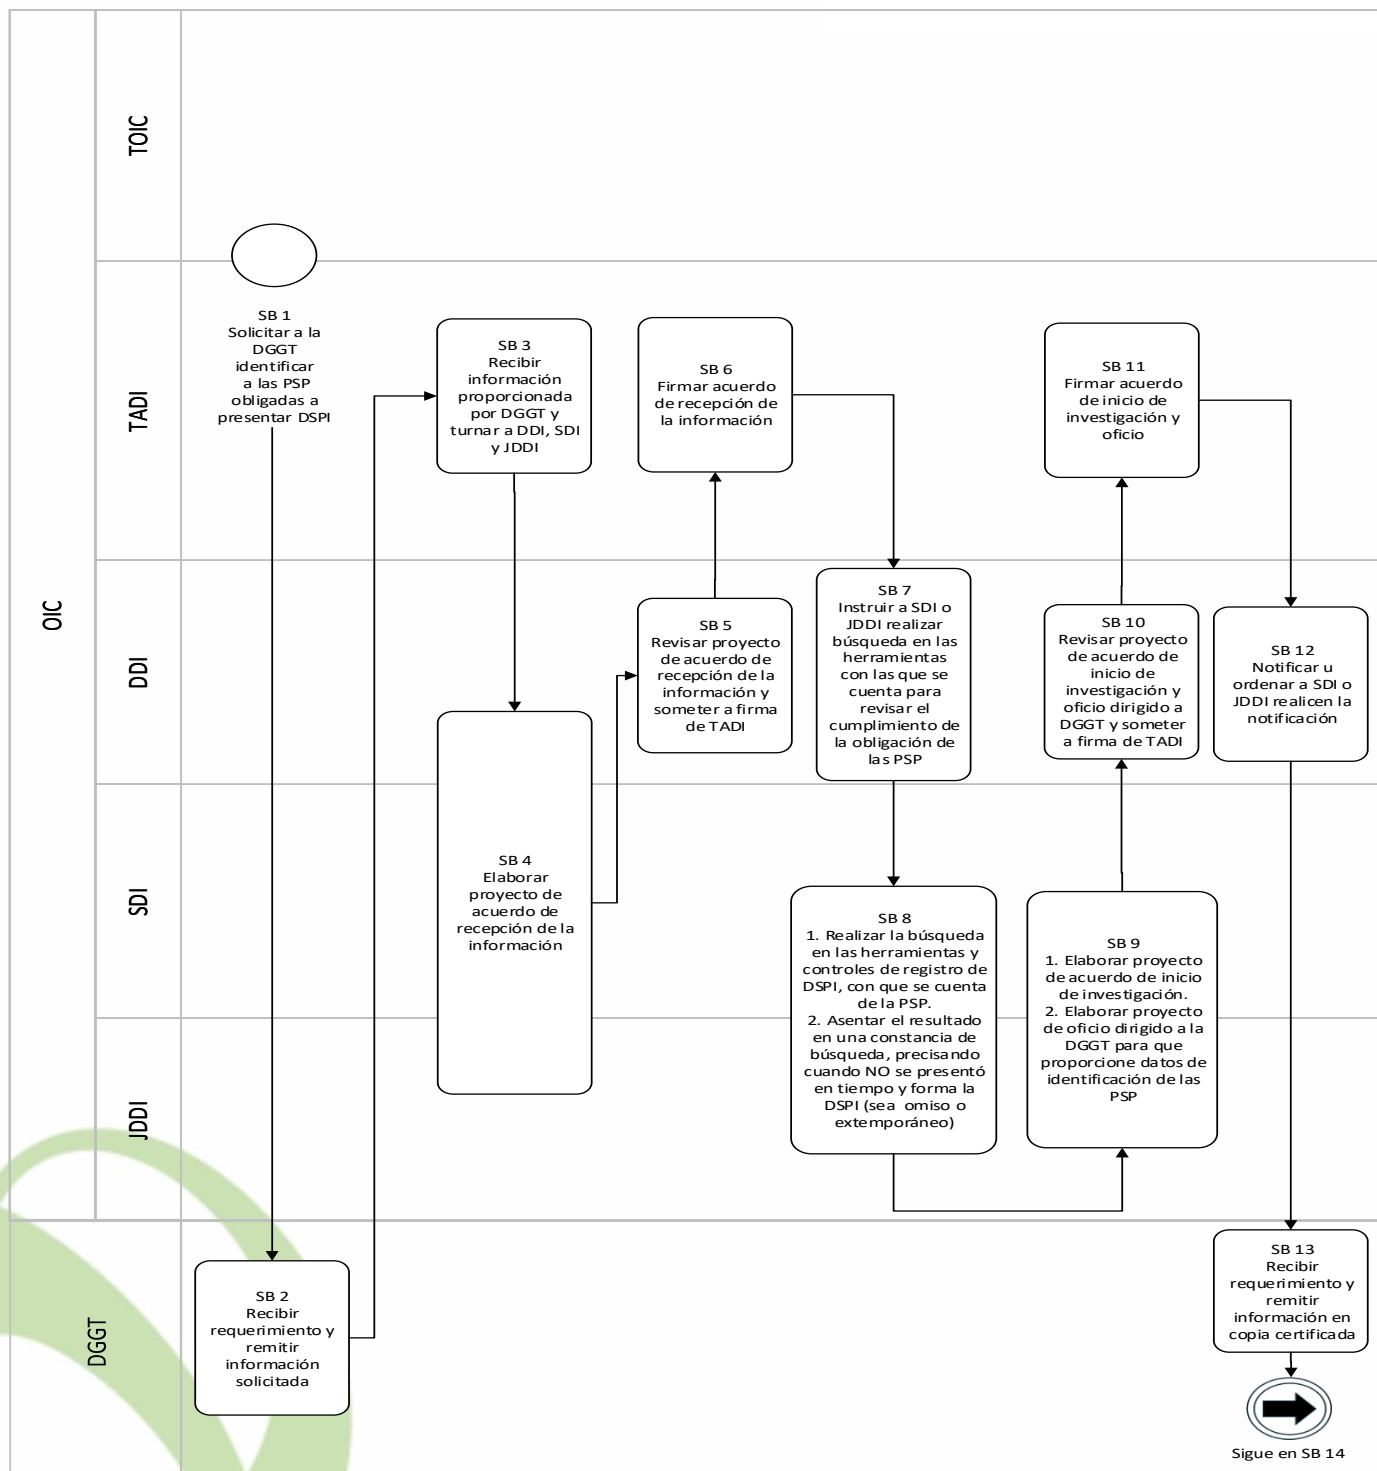 OIC
TOIC
TADI
DDI
SDI
JDDI
DGGT
SB 1
Solicitar a la
DGGT
identificar
a las PSP
obligadas a
presentar DSPI
SB 2
Recibir
requerimiento y
remitir
información
solicitada
SB 3
Recibir
información
proporcionada
por DGGT y
turnar a DDI, SDI
y JDDI
SB 4
Elaborar
proyecto de
acuerdo de
recepción de la
información
SB 5
Revisar proyecto
de acuerdo de
recepción de la
información y
someter a firma
de TADI
SB 6
Firmar acuerdo
de recepción de
la información
SB 7
Instruir a SDI o
JDDI realizar
búsqueda en las
herramientas
con las que se
cuenta para
revisar el
cumplimiento de
la obligación de
las PSP
SB 8
1. Realizar la búsqueda
en las herramientas y
controles de registro de
DSPI, con que se cuenta
de la PSP.
2. Asentar el resultado
en una constancia de
búsqueda, precisando
cuando NO se presentó
en tiempo y forma la
DSPI (sea omiso o
extemporáneo)
SB 9
1. Elaborar proyecto
de acuerdo de inicio
de investigación.
2. Elaborar proyecto
de oficio dirigido a la
DGGT para que
proporcione datos de
identificación de las
PSP
SB 10
Revisar proyecto
de acuerdo de
inicio de
investigación y
oficio dirigido a
DGGT y someter
a firma de TADI
SB 11
Firmar acuerdo
de inicio de
investigación y
oficio
SB 12
Notificar u
ordenar a SDI o
JDDI realicen la
notificación
SB 13
Recibir
requerimiento y
remitir
información en
copia certificada
Sigue en SB 14